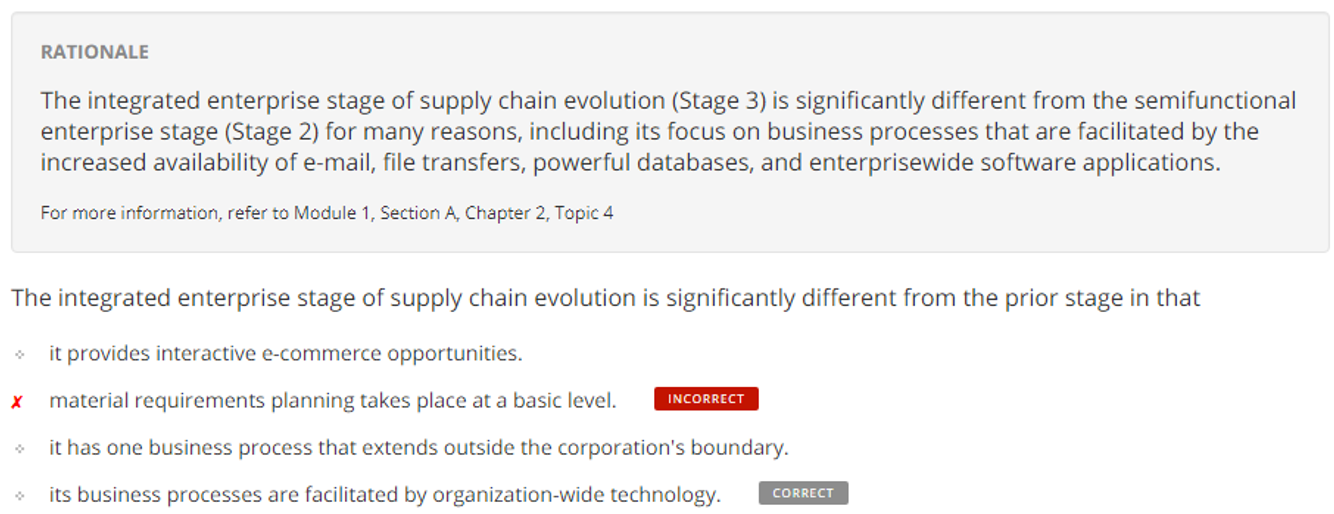 RATIONALE
The integrated enterprise stage of supply chain evolution (Stage 3) is significantly different from the semifunctional
enterprise stage (Stage 2) for many reasons, including its focus on business processes that are facilitated by the
increased availability of e-mail, file transfers, powerful databases, and enterprisewide software applications.
For more information, refer to Module 1, Section A, Chapter 2, Topic 4
The integrated enterprise stage of supply chain evolution is significantly different from the prior stage in that
it provides interactive e-commerce opportunities.
✗ material requirements planning takes place at a basic level. INCORRECT
it has one business process that extends outside the corporation's boundary.
its business processes are facilitated by organization-wide technology. CORRECT